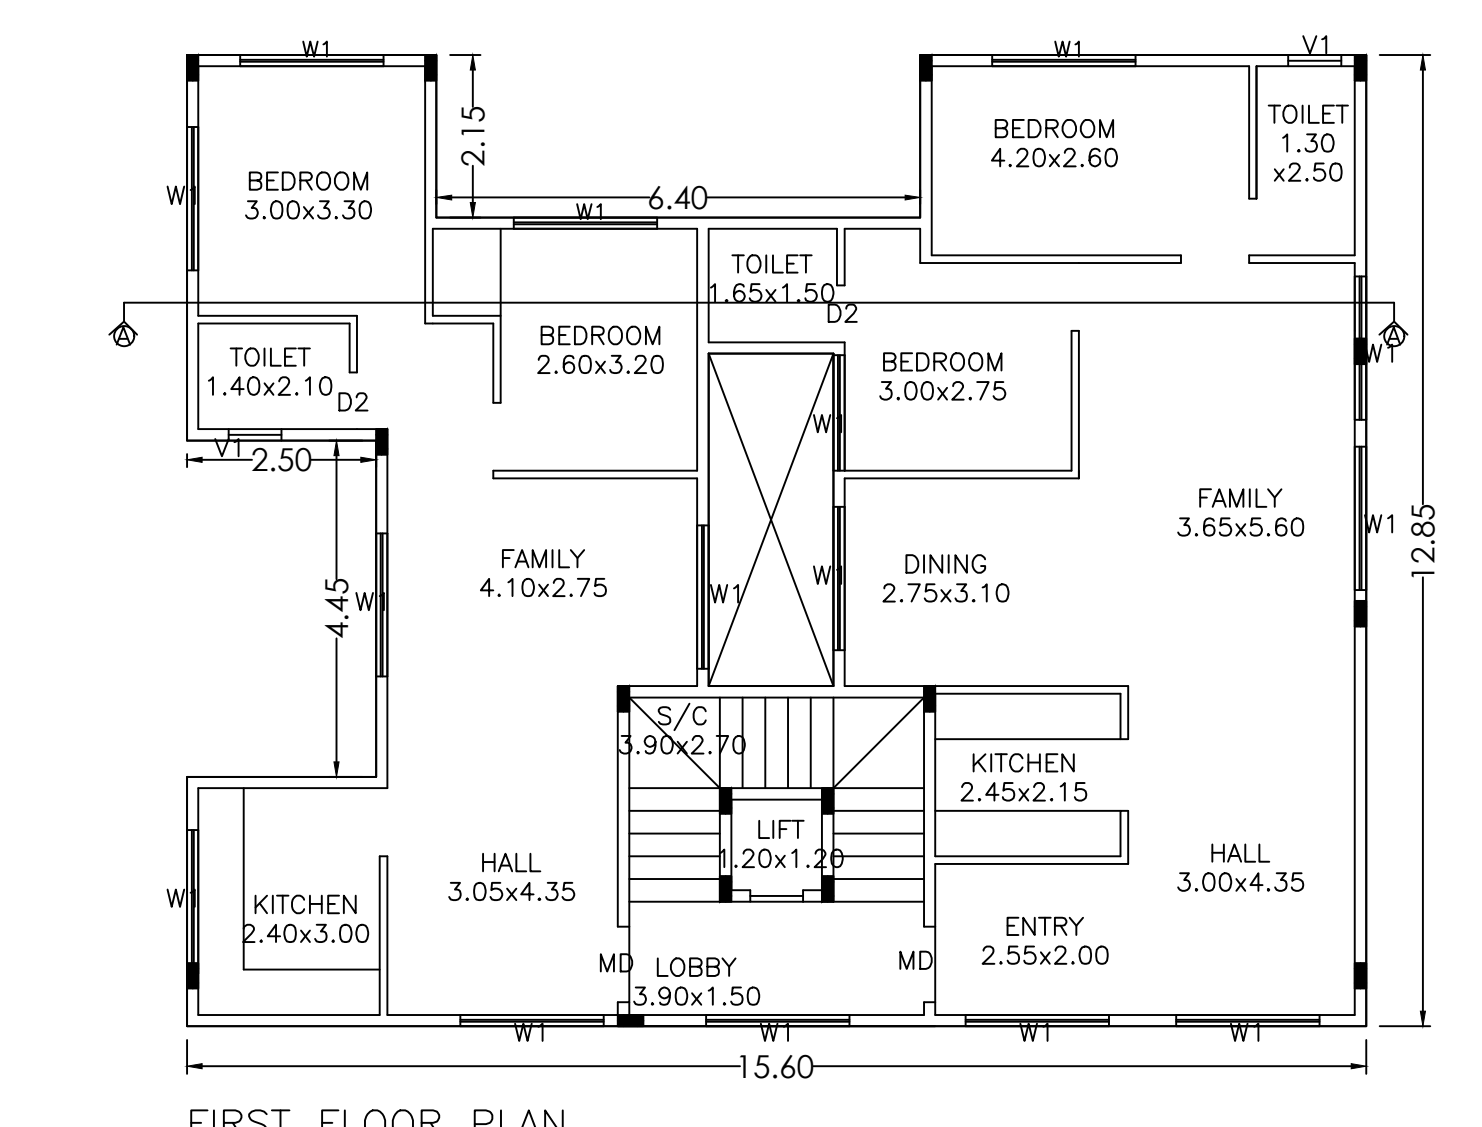 W1
W1
V1
BEDROOM
4.20x2.60
TOILET
1.30
x2.50
2.15
BEDROOM
3.00x3.30
W1
6.40
W1
TOILET
1.65x1.50
D2
A
A
BEDROOM
2.60x3.20
W1
TOILET
1.40x2.10
D2
BEDROOM
3.00x2.75
W1
V1
2.50
FAMILY
3.65x5.60
W1
12.85
FAMILY
4.10x2.75
W1
W1
DINING
2.75x3.10
4.45
W1
S/C
3.90x2.70
KITCHEN
2.45x2.15
LIFT
1.20x1.20
HALL
3.05x4.35
HALL
3.00x4.35
W1
KITCHEN
2.40x3.00
ENTRY
2.55x2.00
MD
LOBBY
3.90x1.50
MD
W1
W1
W1
W1
15.60
FIRST FLOOR PLAN